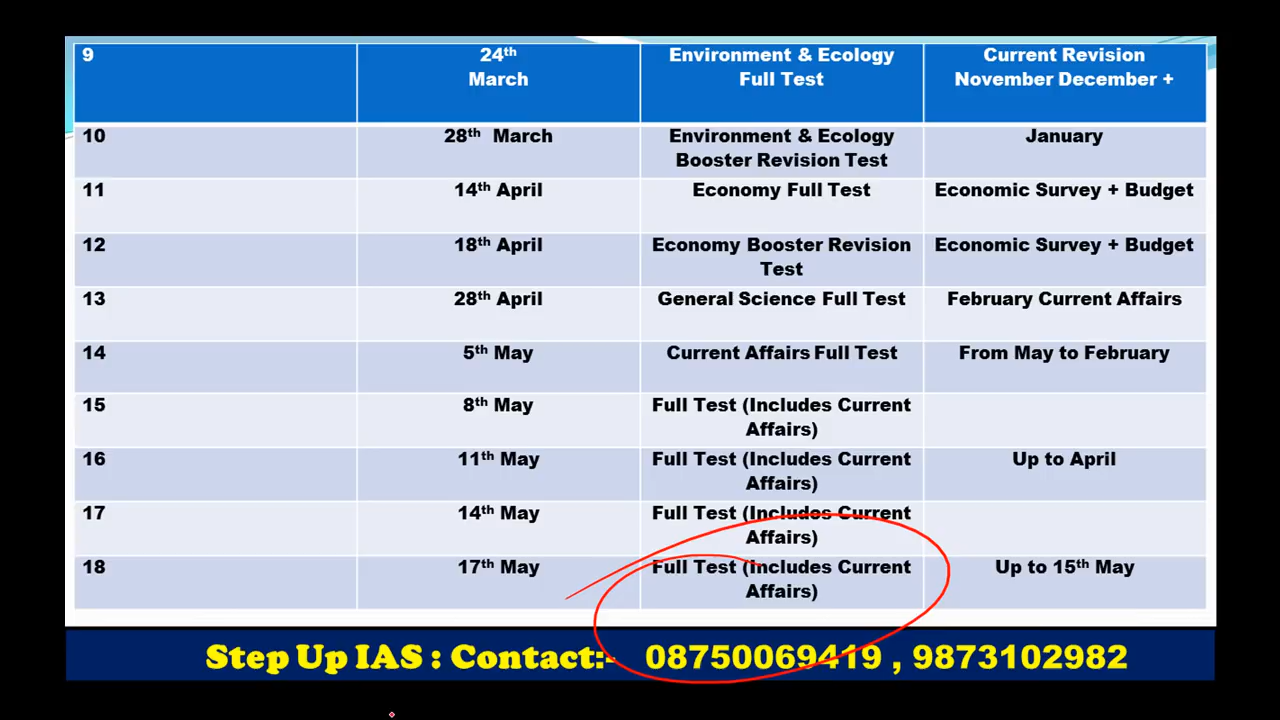 9 24th Environment & Ecology Current Revision
March Full Test November December +
10 28th March Environment & Ecology January
Booster Revision Test
11 14th April Economy Full Test Economic Survey + Budget
12 18th April Economy Booster Revision Economic Survey + Budget
Test
13 28th April General Science Full Test February Current Affairs
14 5th May Current Affairs Full Test From May to February
15 8th May Full Test (Includes Current
Affairs)
16 11th May Full Test (Includes Current Up to April
Affairs)
17 14th May Full Test (Includes Current
Affairs)
18 17th May Full Test (Includes Current Up to 15th May
Affairs)
Step Up IAS : Contact:- 08750069419 , 9873102982